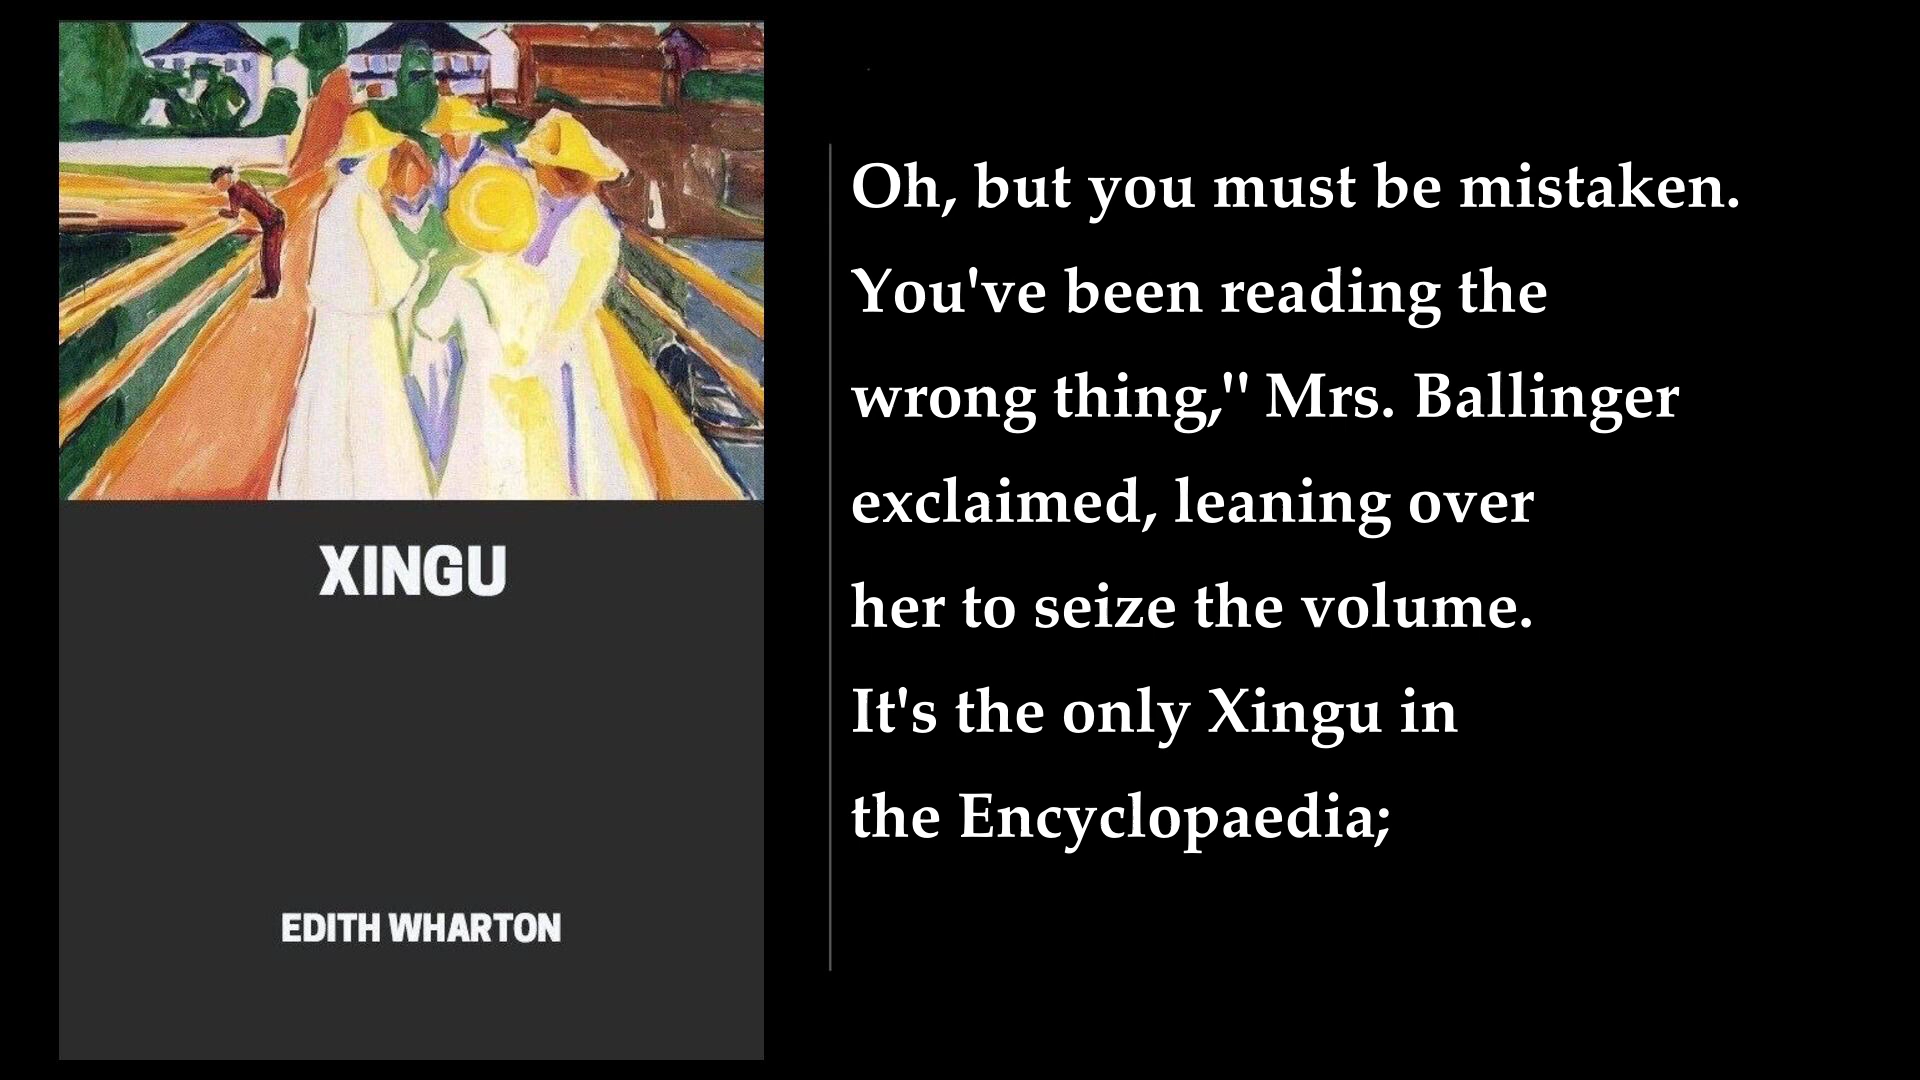 XINGU
EDITH WHARTON
Oh, but you must be mistaken.
You've been reading the
wrong thing," Mrs. Ballinger
exclaimed, leaning over
her to seize the volume.
It's the only Xingu in
the Encyclopaedia;